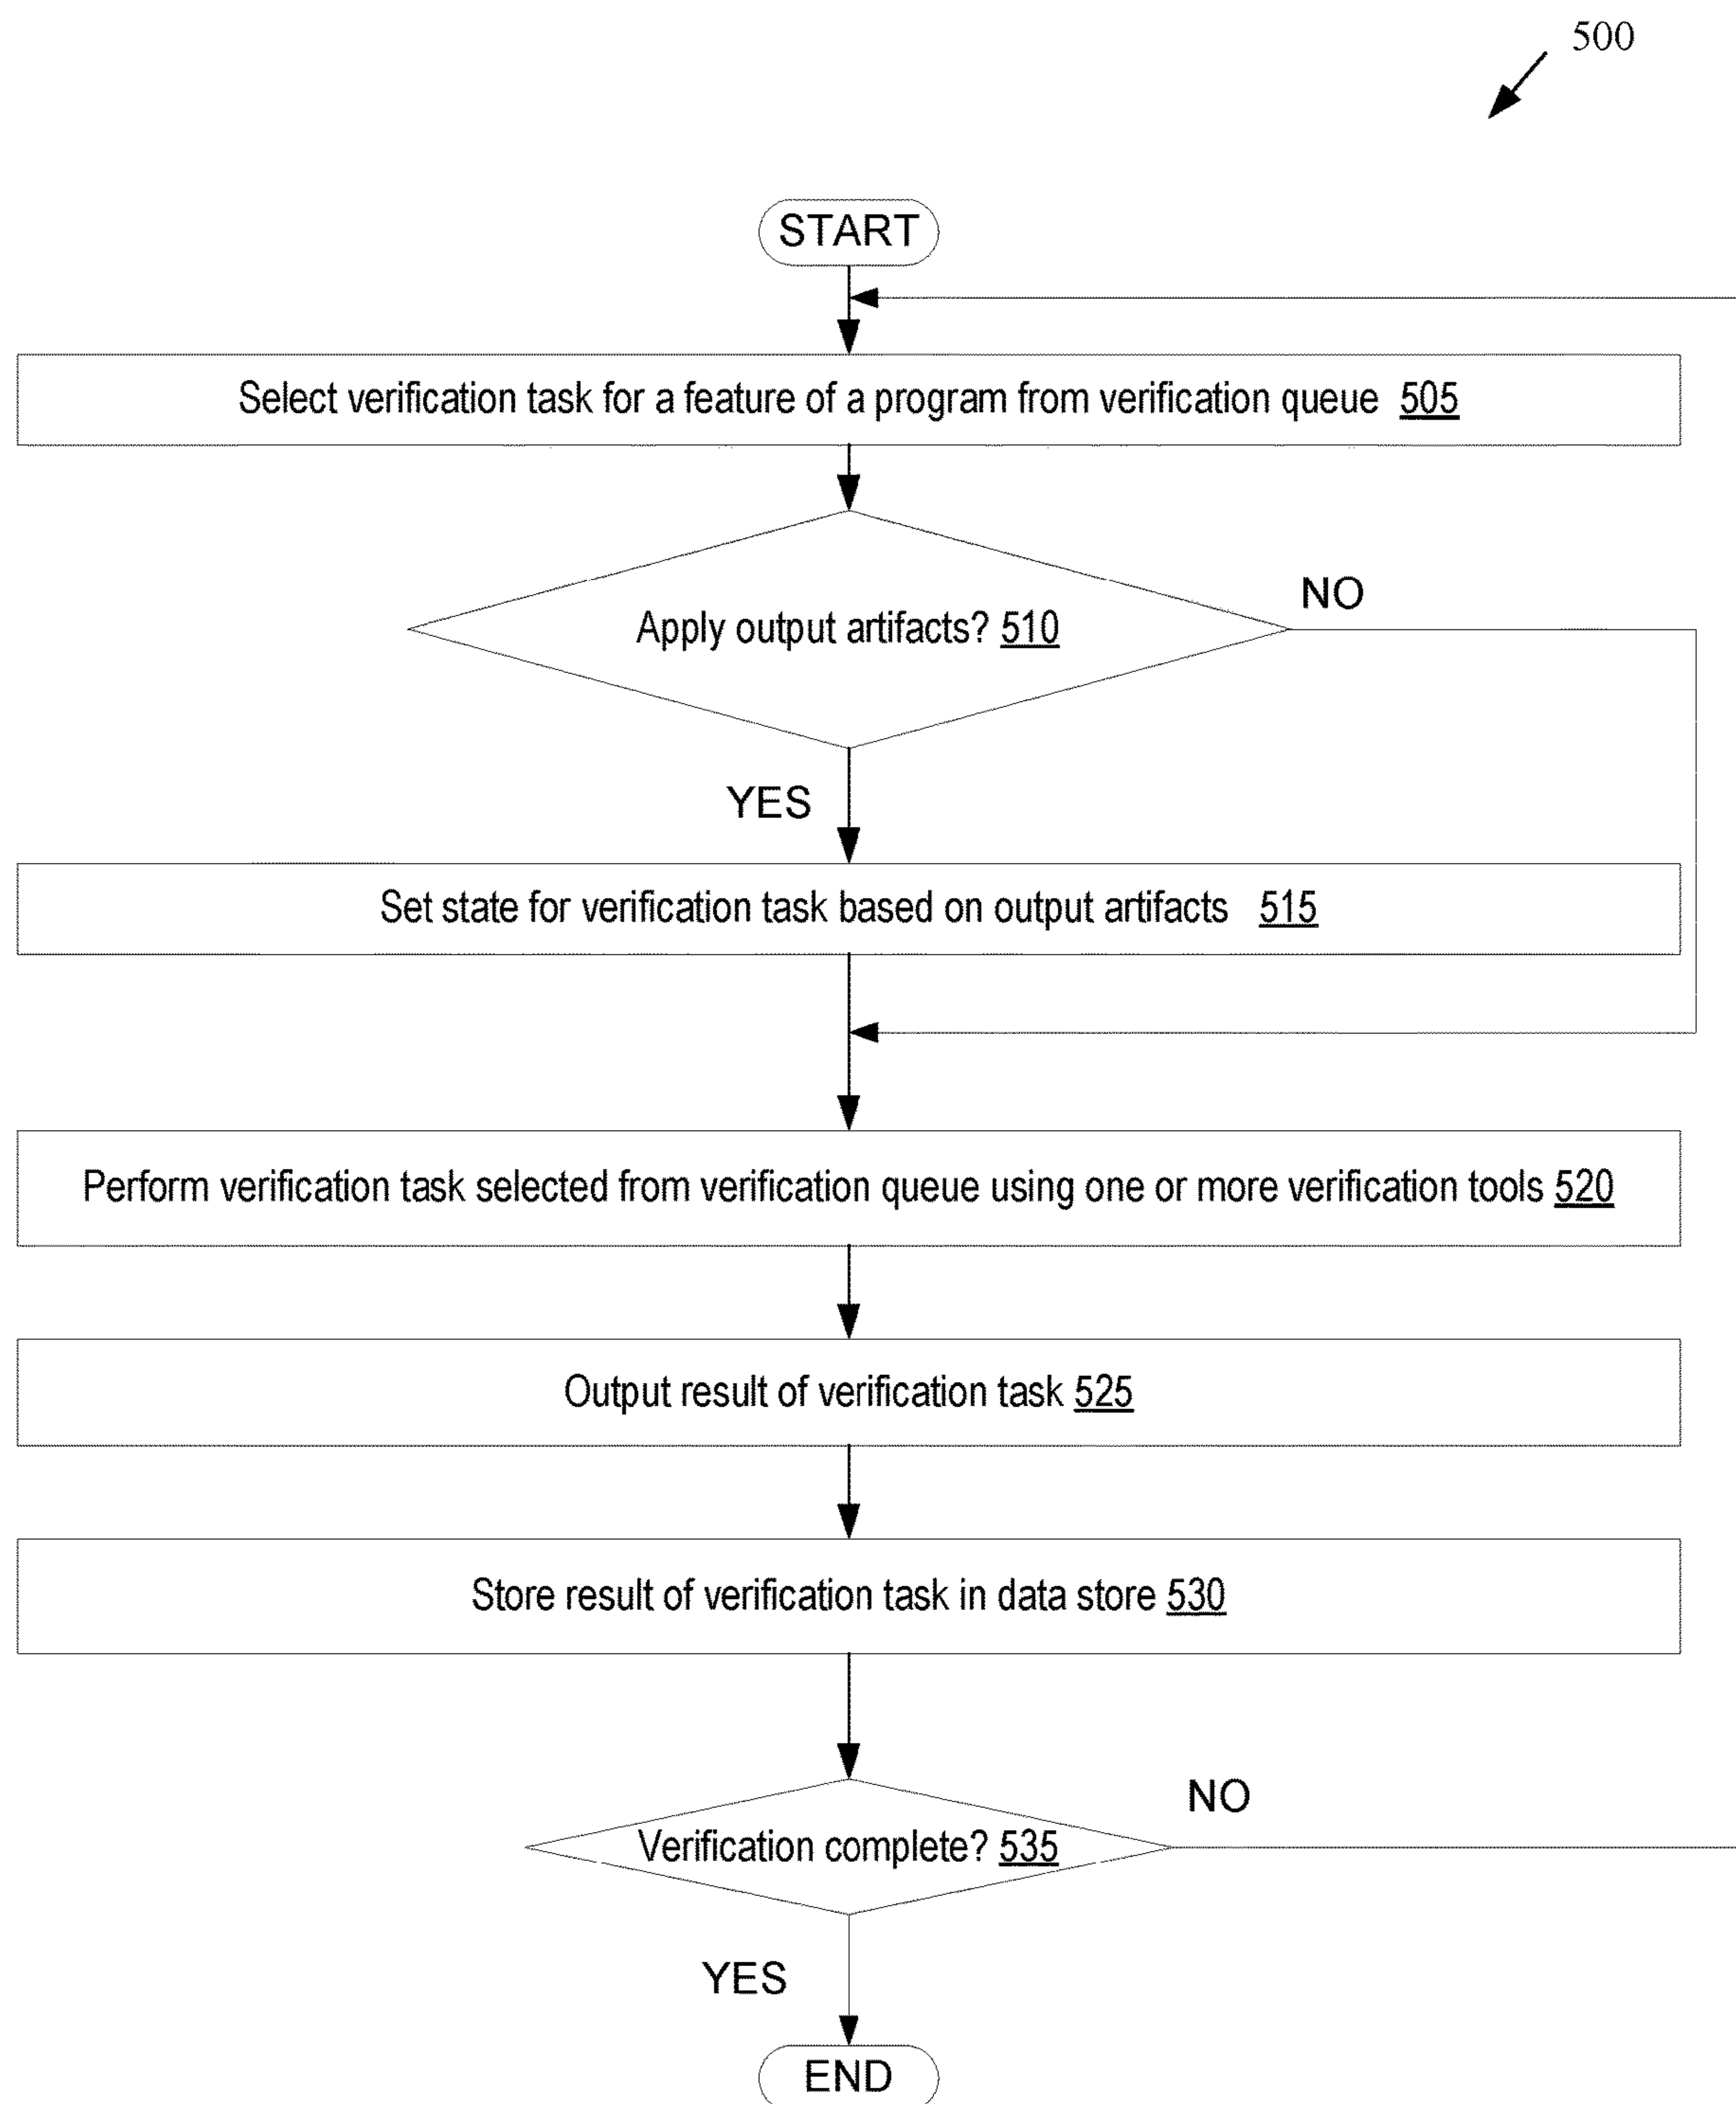 500
START
Select verification task for a feature of a program from verification queue 505
Apply output artifacts? 510
NO
YES
Set state for verification task based on output artifacts 515
Perform verification task selected from verification queue using one or more verification tools 520
Output result of verification task 525
Store result of verification task in data store 530
Verification complete? 535
NO
YES
END